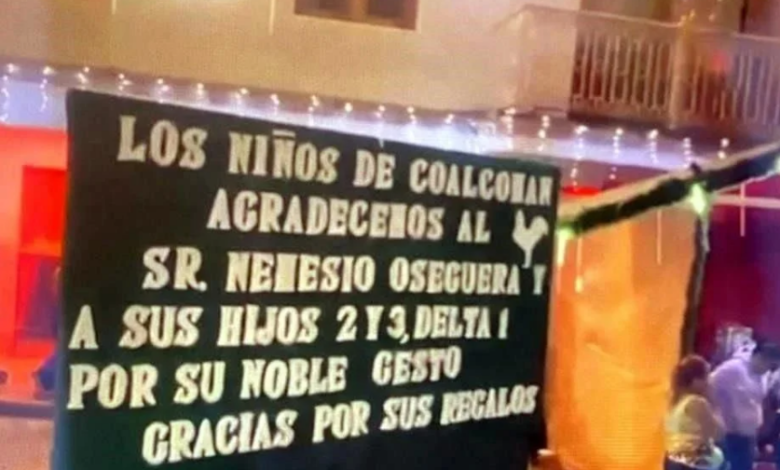 LOS NIÑOS DE COALCOMAN
AGRADECEMOS AL
SR. NEMESIO OSEGUERA Y
A SUS HIJOS 2 Y 3, DELTA 1
POR SU NOBLE GESTO
GRACIAS POR SUS REGALOS